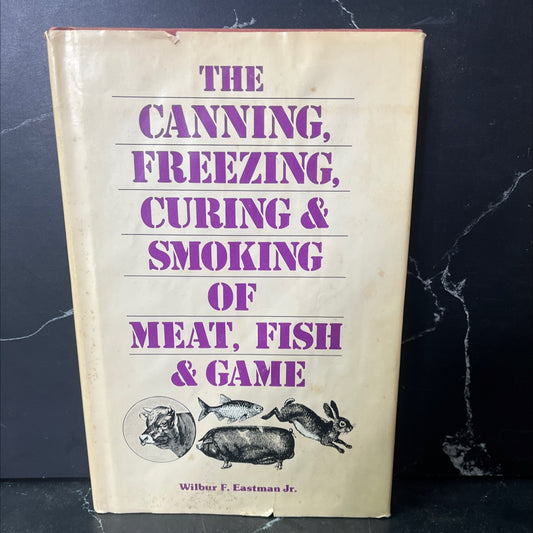 THE
CANNING,
FREEZING,
CURING &
SMOKING
OF
MEAT, FISH
& GAME
Wilbur F. Eastman Jr.